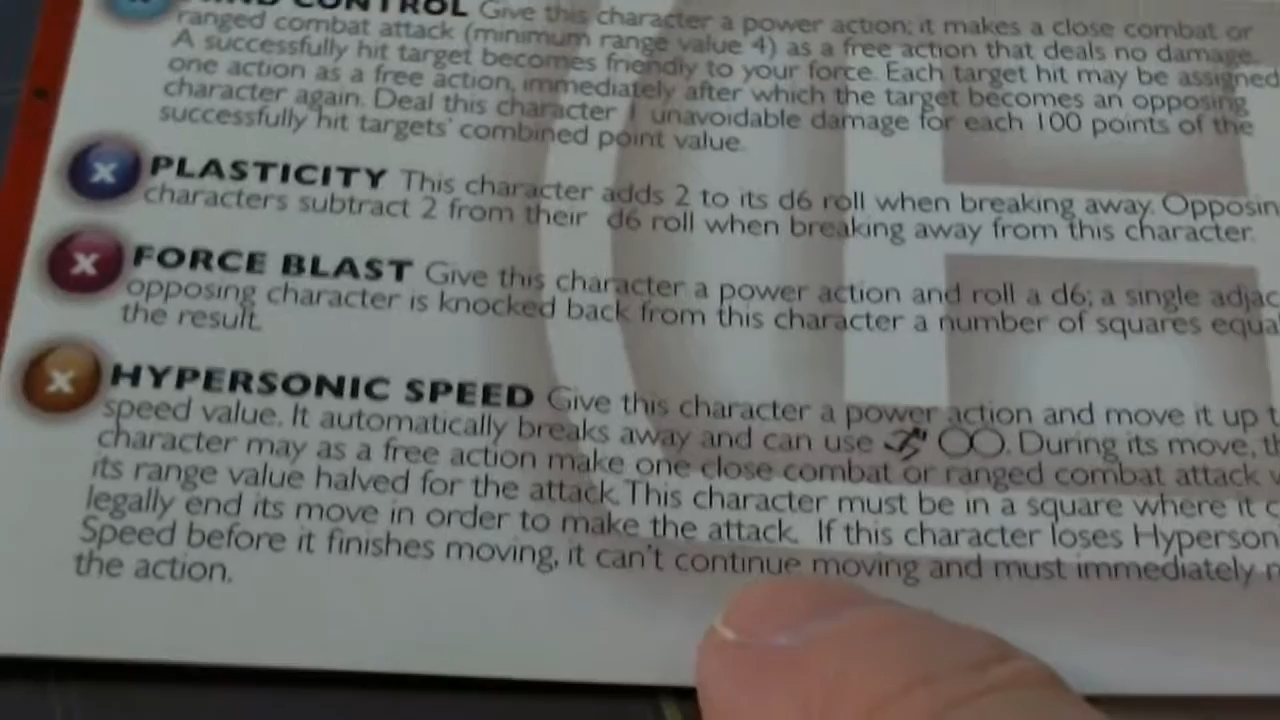 CONTROL Give this character a power action; it makes a close combat or
ranged combat attack (minimum range value 4) as a free action that deals no damage.
A successfully hit target becomes friendly to your force. Each target hit may be assigned
one action as a free action, immediately after which the target becomes an opposing
character again. Deal this character 1 unavoidable damage for each 100 points of the
successfully hit targets' combined point value.
x PLASTICITY This character adds 2 to its d6 roll when breaking away. Opposin
characters subtract 2 from their d6 roll when breaking away from this character.
x FORCE BLAST Give this character a power action and roll a d6; a single adjac
opposing character is knocked back from this character a number of squares equa
the result.
x HYPERSONIC SPEED Give this character a power action and move it up t
speed value. It automatically breaks away and can use. During its move, th
character may as a free action make one close combat or ranged combat attack
its range value halved for the attack. This character must be in a square where it c
legally end its move in order to make the attack. If this character loses Hyperson
Speed before it finishes moving, it can't continue moving and must immediately
the action.